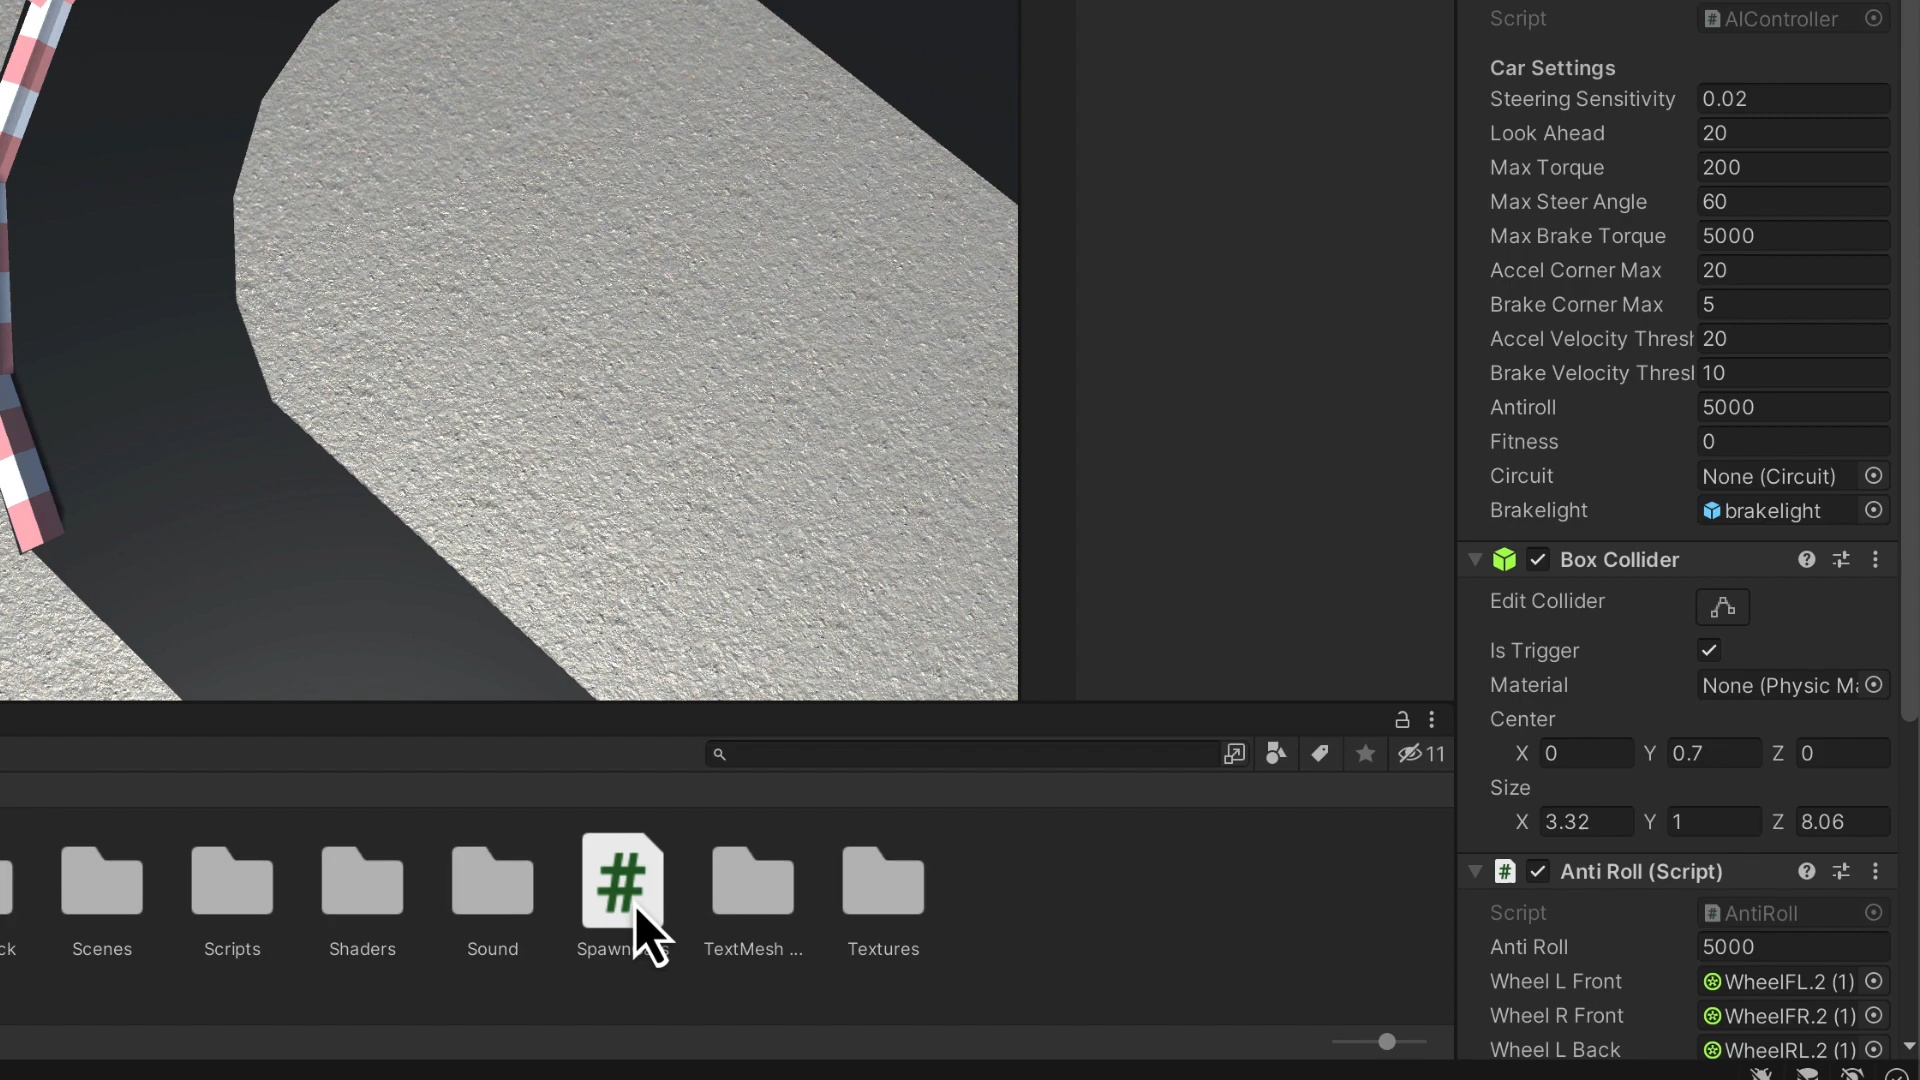 Script AIController
Car Settings
Steering Sensitivity 0.02
Look Ahead 20
Max Torque 200
Max Steer Angle 60
Max Brake Torque 5000
Accel Corner Max 20
Brake Corner Max 5
Accel Velocity Thresh 20
Brake Velocity Thresh 10
Antiroll 5000
Fitness 0
Circuit None (Circuit)
Brakelight brakelight
Box Collider
Edit Collider
Is Trigger
Material None (Physic Ma
Center
X 0 Y 0.7 Z 0
Size
X 3.32 Y 1 Z 8.06
Anti Roll (Script)
Script AntiRoll
Anti Roll 5000
Wheel L Front WheelFL.2 (1)
Wheel R Front WheelFR.2 (1)
Wheel L Back WheelRL.2 (1)
11
ck Scenes Scripts Shaders Sound TextMesh ... Textures